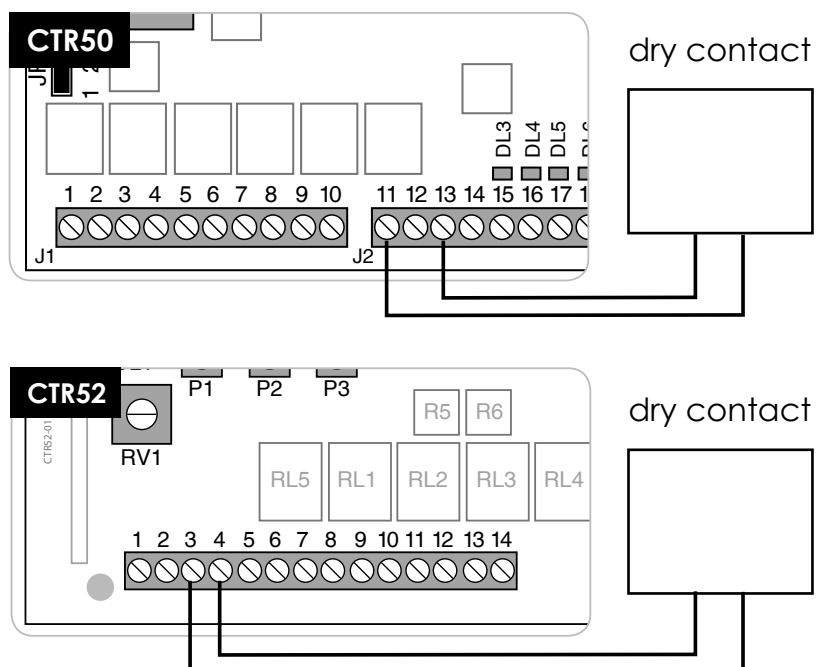 CTR50
dry contact
1 2
DL3 DL4 DL5
1 2 3 4 5 6 7 8 9 10 11 12 13 14 15 16 17
J1 J2
CTR52
dry contact
P1 P2 P3
R5 R6
CTR52-01
RV1
RL5 RL1 RL2 RL3 RL4
1 2 3 4 5 6 7 8 9 10 11 12 13 14